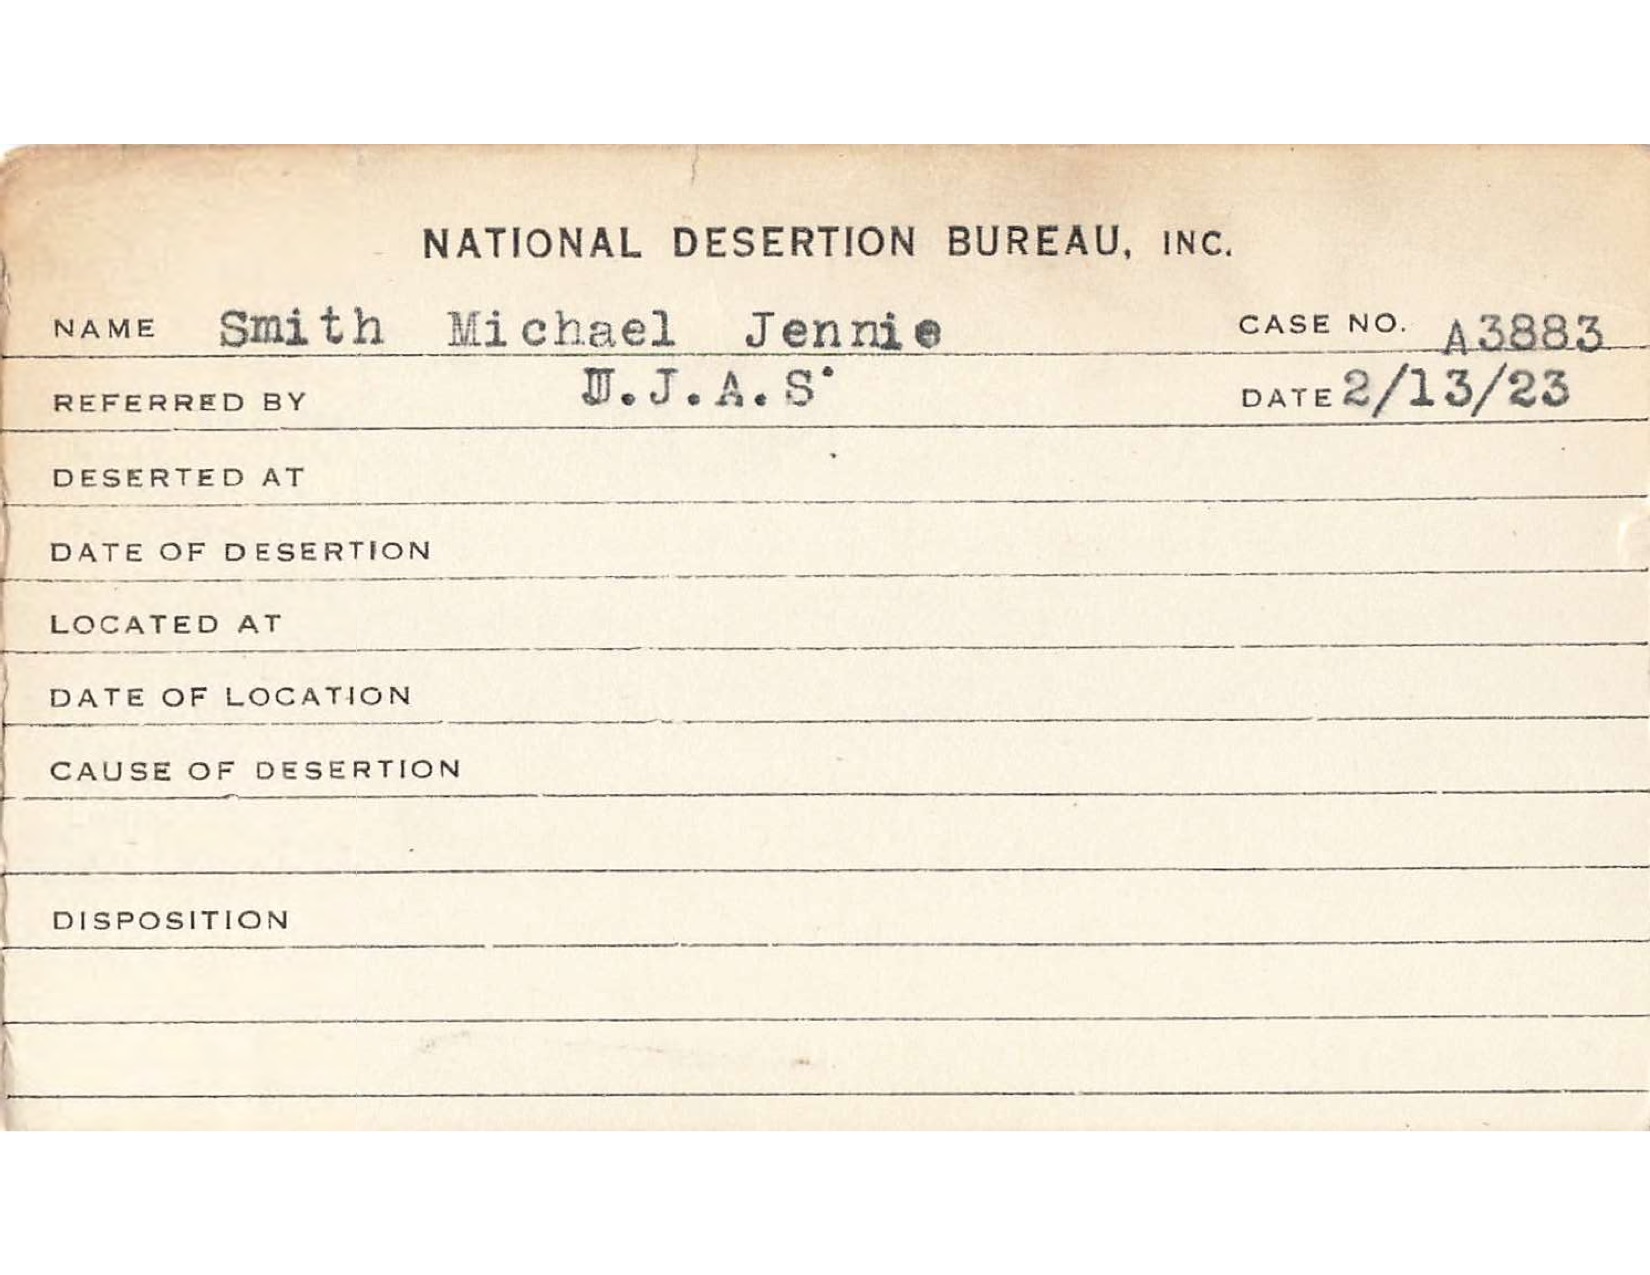 NATIONAL DESERTION BUREAU, INC.
NAME Smith Michael Jennie CASE NO. A3883
REFERRED BY U.J.A.S. DATE 2/13/23
DESERTED AT
DATE OF DESERTION
LOCATED AT
DATE OF LOCATION
CAUSE OF DESERTION
DISPOSITION